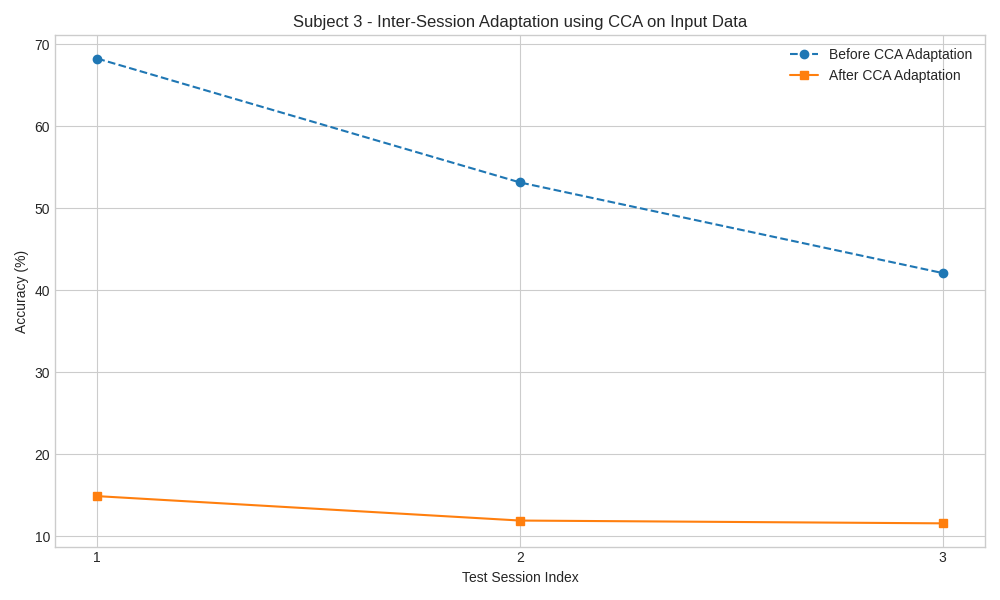 Subject 3 - Inter-Session Adaptation using CCA on Input Data
Before CCA Adaptation
After CCA Adaptation
Accuracy (%)
70
60
50
40
30
20
10
1
2
3
Test Session Index